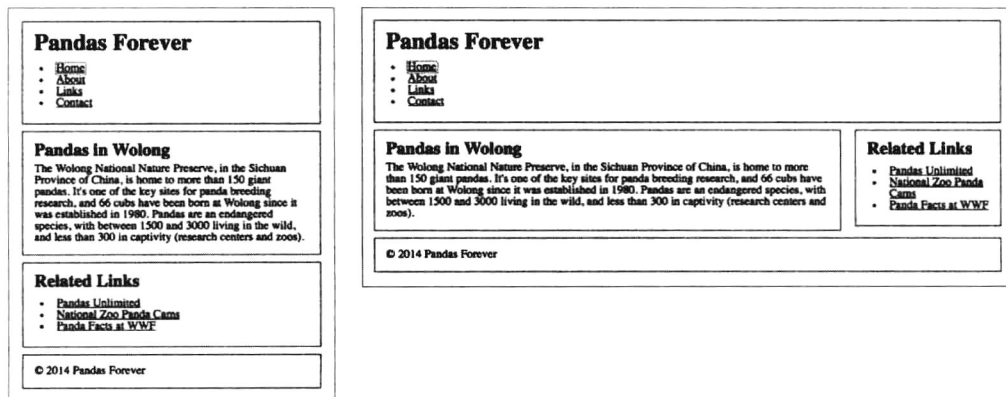 Pandas Forever
• Home
• About
• Links
• Contact
Pandas in Wolong
The Wolong National Nature Preserve, in the Sichuan
Province of China, is home to more than 150 giant
pandas. It's one of the key sites for panda breeding
research, and 66 cubs have been born at Wolong since it
was established in 1980. Pandas are an endangered
species, with between 1500 and 3000 living in the wild,
and less than 300 in captivity (research centers and zoos).
Related Links
• Pandas Unlimited
• National Zoo Panda Cams
• Panda Facts at WWF
© 2014 Pandas Forever
Pandas Forever
• Home
• About
• Links
• Contact
Pandas in Wolong
The Wolong National Nature Preserve, in the Sichuan Province of China, is home to more
than 150 giant pandas. It's one of the key sites for panda breeding research, and 66 cubs have
been born at Wolong since it was established in 1980. Pandas are an endangered species, with
between 1500 and 3000 living in the wild, and less than 300 in captivity (research centers and
zoos).
Related Links
• Pandas Unlimited
• National Zoo Panda
Cams
• Panda Facts at WWF
© 2014 Pandas Forever